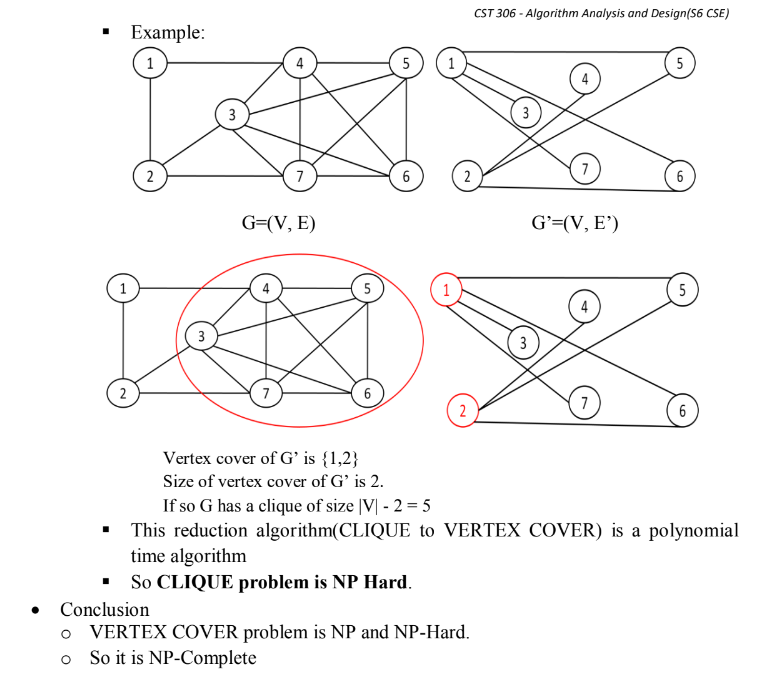 CST 306 - Algorithm Analysis and Design(S6 CSE)
▪ Example:
1 4 5 1 5
4
3 3
2 7 6 2 7 6
G=(V, E) G’=(V, E’)
1 4 5 1 5
4
3 3
2 7 6 2 7 6
Vertex cover of G’ is {1,2}
Size of vertex cover of G’ is 2.
If so G has a clique of size |V| - 2 = 5
▪ This reduction algorithm(CLIQUE to VERTEX COVER) is a polynomial
time algorithm
▪ So CLIQUE problem is NP Hard.
• Conclusion
o VERTEX COVER problem is NP and NP-Hard.
o So it is NP-Complete